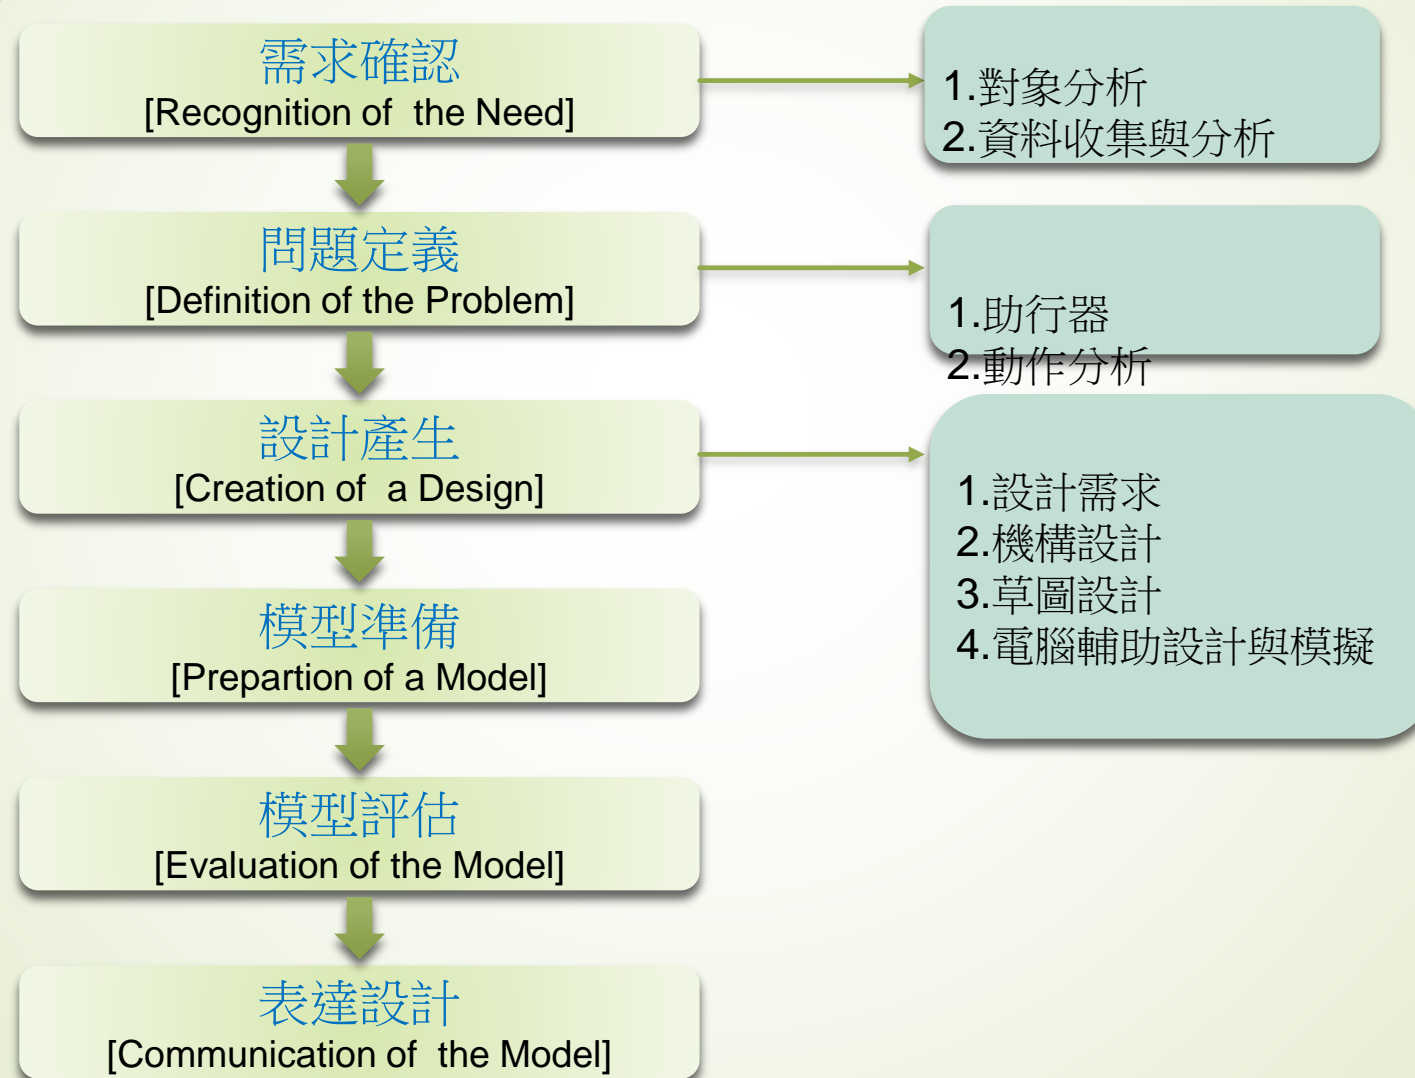 需求確認
[Recognition of  the Need]
1.對象分析
2.資料收集與分析
問題定義
[Definition of the Problem]
1.助行器
2.動作分析
設計產生
[Creation of  a Design]
1.設計需求
2.機構設計
3.草圖設計
4.電腦輔助設計與模擬
模型準備
[Prepartion of a Model]
模型評估
[Evaluation of the Model]
表達設計
[Communication of  the Model]